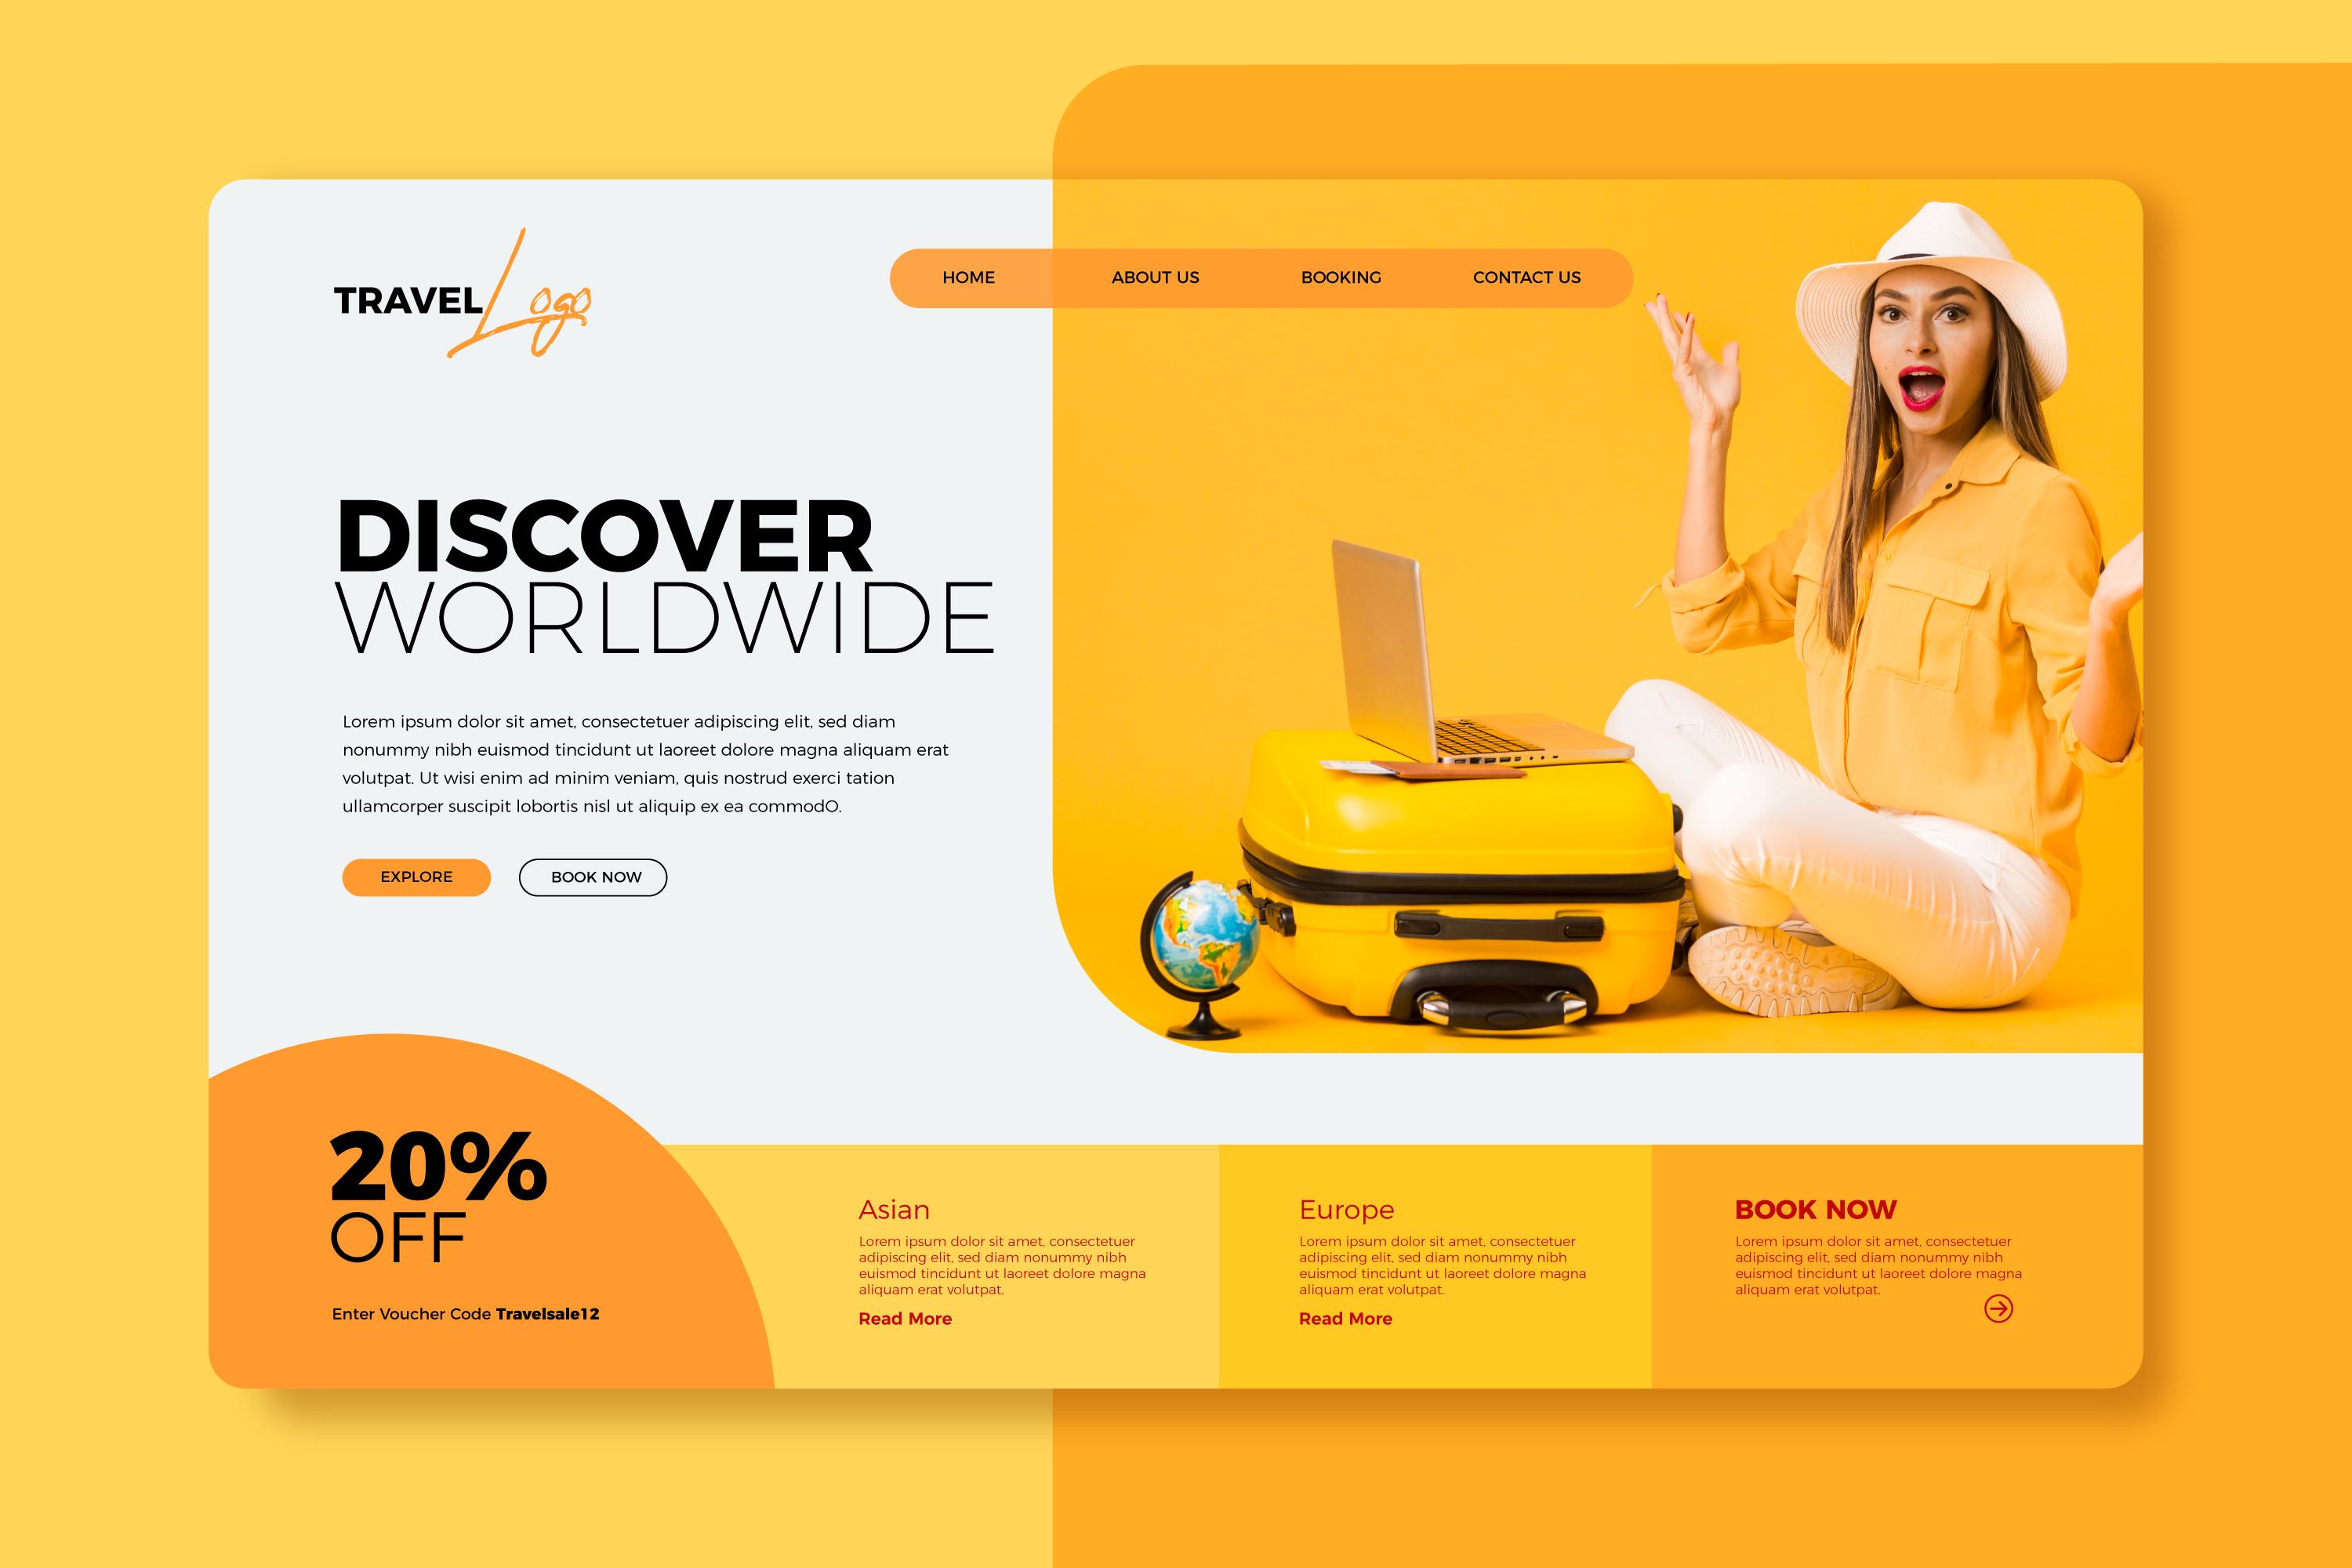 TRAVEL Logo
HOME ABOUT US BOOKING CONTACT US
DISCOVER
WORLDWIDE
Lorem ipsum dolor sit amet, consectetuer adipiscing elit, sed diam
nonummy nibh euismod tincidunt ut laoreet dolore magna aliquam erat
volutpat. Ut wisi enim ad minim veniam, quis nostrud exerci tation
ullamcorper suscipit lobortis nisl ut aliquip ex ea commodO.
EXPLORE BOOK NOW
20%
OFF
Enter Voucher Code Travelsale12
Asian
Lorem ipsum dolor sit amet, consectetuer
adipiscing elit, sed diam nonummy nibh
euismod tincidunt ut laoreet dolore magna
aliquam erat volutpat.
Read More
Europe
Lorem ipsum dolor sit amet, consectetuer
adipiscing elit, sed diam nonummy nibh
euismod tincidunt ut laoreet dolore magna
aliquam erat volutpat.
Read More
BOOK NOW
Lorem ipsum dolor sit amet, consectetuer
adipiscing elit, sed diam nonummy nibh
euismod tincidunt ut laoreet dolore magna
aliquam erat volutpat.